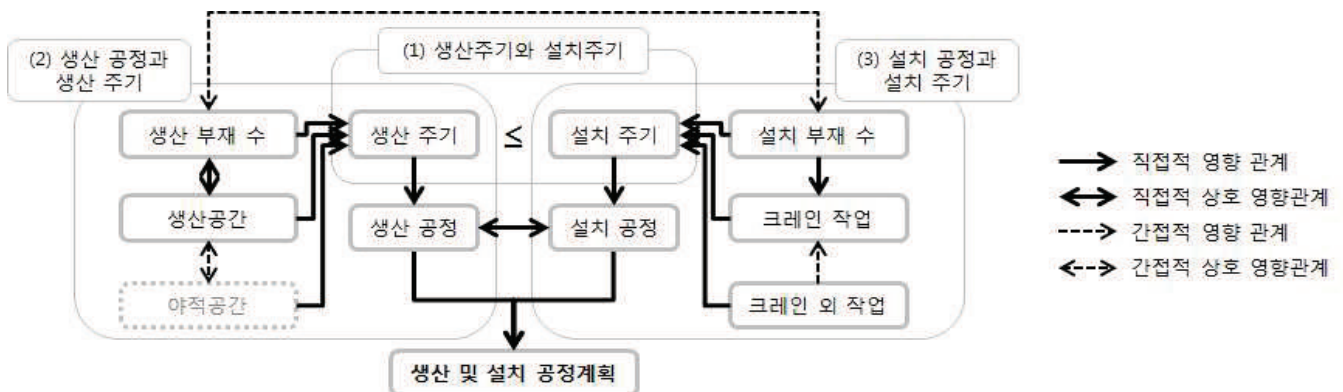 (2) 생산 공정과
생산 주기
(1) 생산주기와 설치주기
(3) 설치 공정과
설치 주기
생산 부재 수
생산 주기
≤
설치 주기
설치 부재 수
생산공간
생산 공정
설치 공정
크레인 작업
야적공간
크레인 외 작업
생산 및 설치 공정계획
직접적 영향 관계
직접적 상호 영향관계
간접적 영향 관계
간접적 상호 영향관계